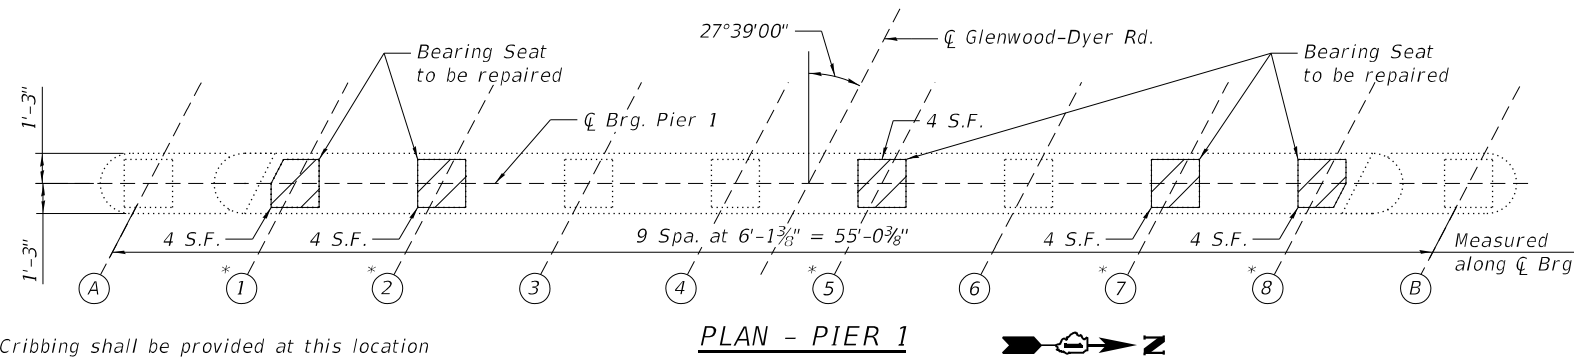 27°39'00"
℄ Glenwood-Dyer Rd.
Bearing Seat
to be repaired
Bearing Seat
to be repaired
1'-3"
℄ Brg. Pier 1
4 S.F.
4 S.F.
4 S.F.
9 Spa. at 6'-1⅜" = 55'-0⅜"
4 S.F.
4 S.F.
1'-3"
Measured
along ℄ Brg
A
* 1
* 2
3
4
* 5
6
* 7
* 8
B
Cribbing shall be provided at this location
PLAN - PIER 1
N